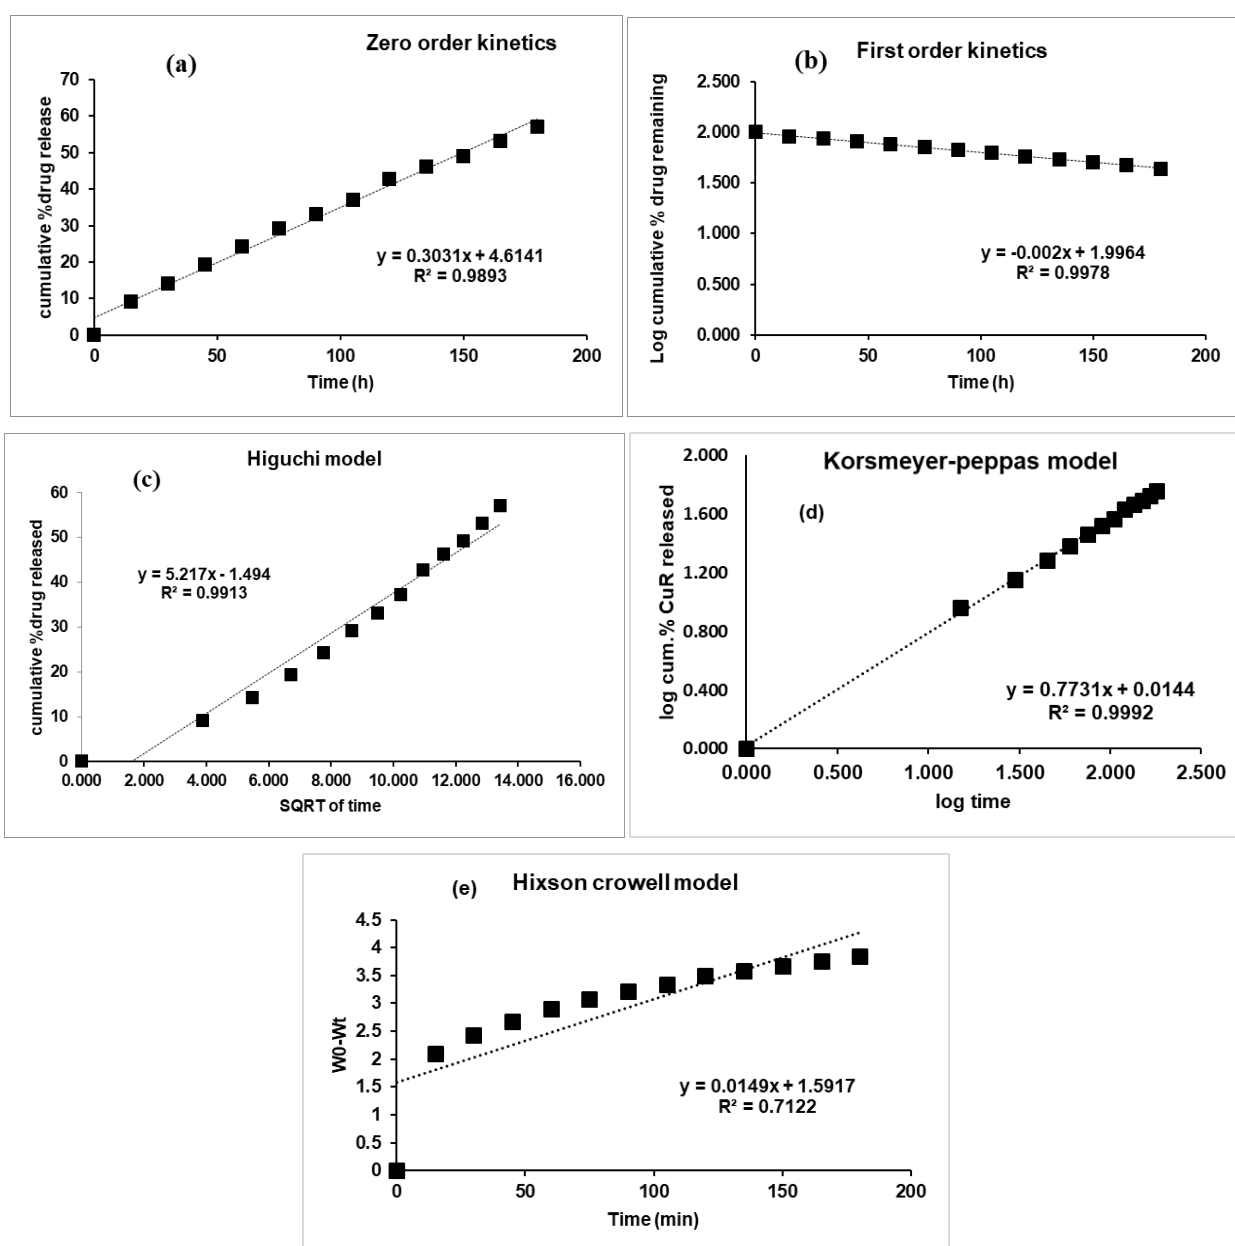 Zero order kinetics
(a)
cumulative %drug release
70
60
50
40
30
20
10
0
y = 0.3031x + 4.6141
R² = 0.9893
0 50 100 150 200
Time (h)
First order kinetics
(b)
Log cumulative % drug remaining
2.500
2.000
1.500
1.000
0.500
0.000
y = -0.002x + 1.9964
R² = 0.9978
0 50 100 150 200
Time (h)
Higuchi model
(c)
cumulative %drug released
60
50
40
30
20
10
0
y = 5.217x - 1.494
R² = 0.9913
0.000 2.000 4.000 6.000 8.000 10.000 12.000 14.000 16.000
SQRT of time
Korsmeyer-peppas model
(d)
log cum.% CuR released
2.000
1.600
1.200
0.800
0.400
0.000
y = 0.7731x + 0.0144
R² = 0.9992
0.000 0.500 1.000 1.500 2.000 2.500
log time
(e) Hixson crowell model
W0-Wt
4.5
4
3.5
3
2.5
2
1.5
1
0.5
0
y = 0.0149x + 1.5917
R² = 0.7122
0 50 100 150 200
Time (min)